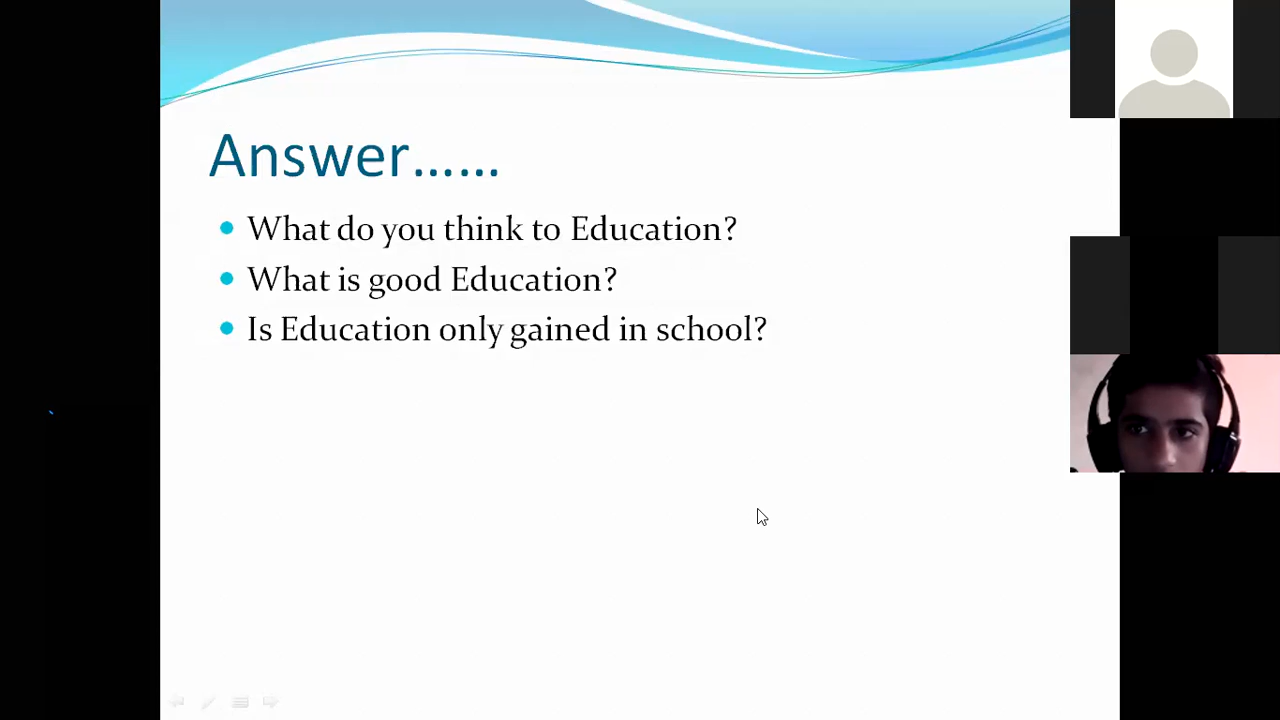 Answer……
What do you think to Education?
What is good Education?
Is Education only gained in school?